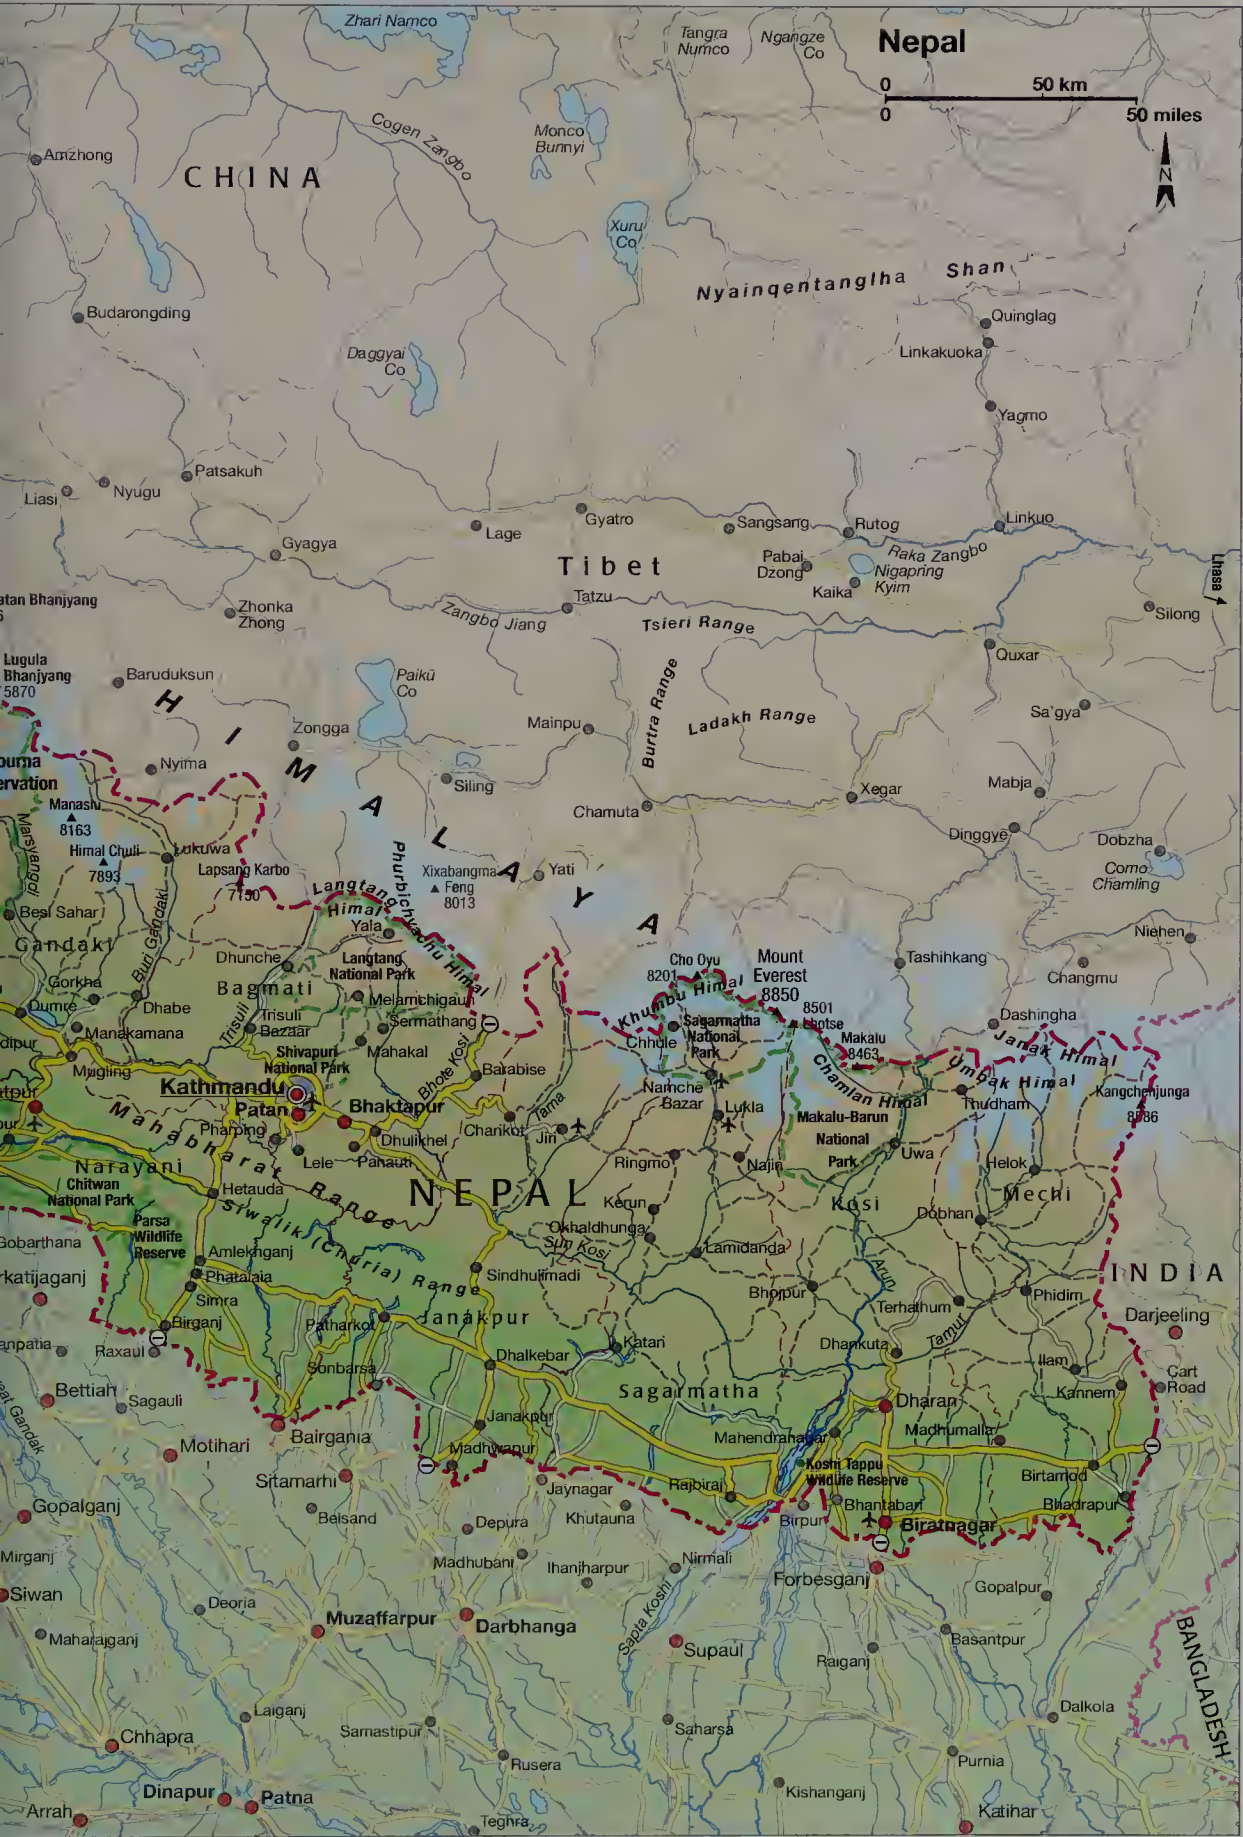 Zhari Namco
Tangra
Numco
Ngangze
Co
Nepal
0
50 km
0
50 miles
N
Cogen Zangbo
Monco
Bunnyi
Amzhong
CHINA
Xuru
Co
Nyainqentanglha Shan
Budarongding
Quinglag
Linkakuoka
Daggyai
Co
Yagmo
Patsakuh
Liasi
Nyugu
Lage
Gyatro
Sangsang
Rutog
Linkuo
Gyagya
Tibet
Raka Zangbo
Pabai
Dzong
Nigapring
Kyim
Kaika
Lhasa
atan Bhanjyang
Zhonka
Zhong
Zangbo Jiang
Tatzu
Tsieri Range
Silong
Quxar
Lugula
Bhanjyang
5870
Baruduksun
Paikü
Co
Burtra Range
Ladakh Range
Sa'gya
HIMALAYA
Zongga
Mainpu
Nyima
Siling
Chamuta
Xegar
Mabja
ourna
ervation
Manaslu
8163
Marsyangdi
Himal Chuli
7893
Lukuwa
Lapsang Karbo
7150
Phurbichyachu Himal
Xixabangma
Feng
8013
Yati
Dinggye
Dobzha
Como
Chamling
Langtang
Himal
Besi Sahar
Yala
Gandaki
Buri Gandaki
Dhunche
Langtang
National Park
Niehen
Tashihkang
Changmu
Cho Oyu
8201
Mount
Everest
8850
Khumbu Himal
8501
Lhotse
Gorkha
Bagmati
Dumre
Dhabe
Melamchigaun
Trisuli
Trisuli
Bazaar
Sermathang
Manakamana
Mahakal
Chhule
Sagarmatha
National
Park
Makalu
8463
Dashingha
Janak Himal
dipur
Mugling
Shivapuri
National Park
Bhote Kosi
Barabise
Namche
Bazar
Chamlan Himal
Umbak Himal
Kangchenjunga
8586
atpur
Kathmandu
Patan
Bhaktapur
Tama
Lukla
Thudham
Mahabharat Range
Pharping
Dhulikhel
Charikot
Jiri
Makalu-Barun
National
Park
Lele
Panauti
Narayani
Chitwan
National Park
Hetauda
Ringmo
Najin
Uwa
Helok
NEPAL
Kerun
Kosi
Mechi
Siwalik (Churia) Range
Parsa
Wildlife
Reserve
Okhaldhunga
Sun Kosi
Dobhan
Gobarthana
Amlekhganj
Lamidanda
Phatalaia
Sindhulimadi
Arun
INDIA
rkatijaganj
Simra
Bhojpur
Terhathum
Phidim
Birganj
Patharkot
Janakpur
Darjeeling
Raxaul
Katari
Dhankuta
Tamur
anpatia
Sonbarsa
Dhalkebar
Ilam
Cart
Road
Bettiah
Sagauli
Sagarmatha
Kannem
Dharan
eat Gandak
Bairgania
Janakpur
Mahendranagar
Madhumalla
Motihari
Madhwapur
Sitamarhi
Koshi Tappu
Wildlife Reserve
Birtamod
Jaynagar
Rajbiraj
Gopalganj
Belsand
Khutauna
Bhantabari
Bhadrapur
Depura
Birpur
Biratnagar
Mirganj
Madhubani
Ihanjharpur
Nirmali
Forbesganj
Siwan
Deoria
Gopalpur
Muzaffarpur
Darbhanga
Sapta Koshi
Maharajganj
Supaul
Basantpur
BANGLADESH
Raiganj
Laiganj
Samastipur
Saharsa
Dalkola
Chhapra
Rusera
Purnia
Dinapur
Patna
Kishanganj
Arrah
Teghra
Katihar